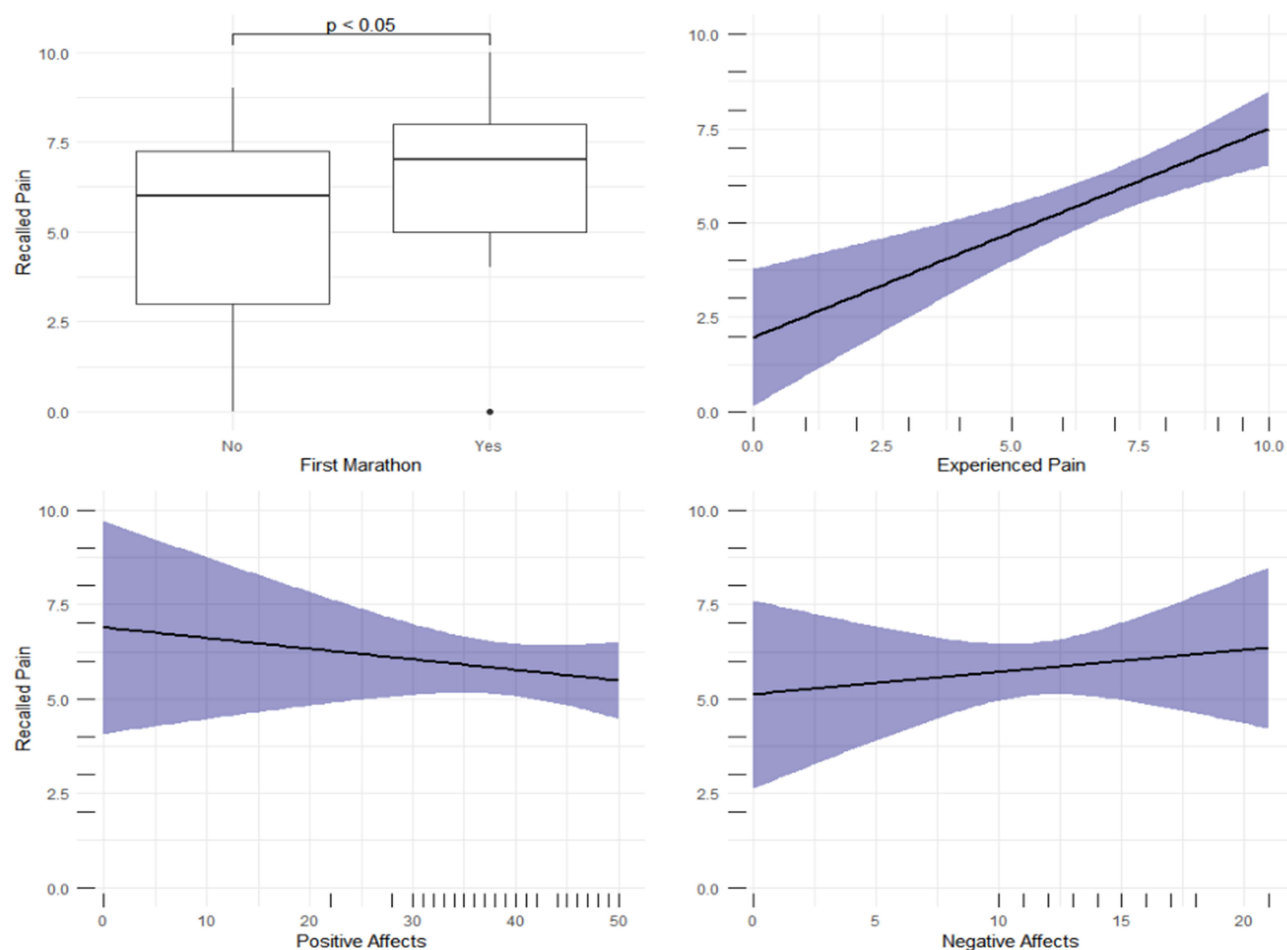 p < 0.05
10.0
7.5
5.0
2.5
0.0
Recalled Pain
No Yes
First Marathon
10.0
7.5
5.0
2.5
0.0
0.0 2.5 5.0 7.5 10.0
Experienced Pain
10.0
7.5
5.0
2.5
0.0
Recalled Pain
0 10 20 30 40 50
Positive Affects
10.0
7.5
5.0
2.5
0.0
0 5 10 15 20
Negative Affects